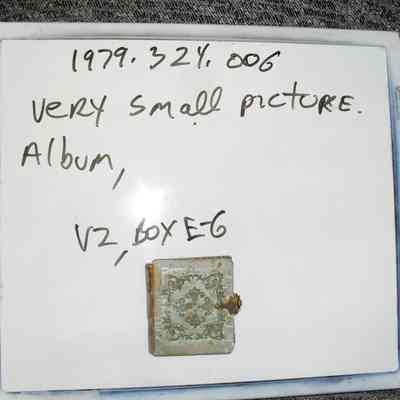 1979.324.006
VERY Small PICTURE.
Album,
V2, BOX E-6